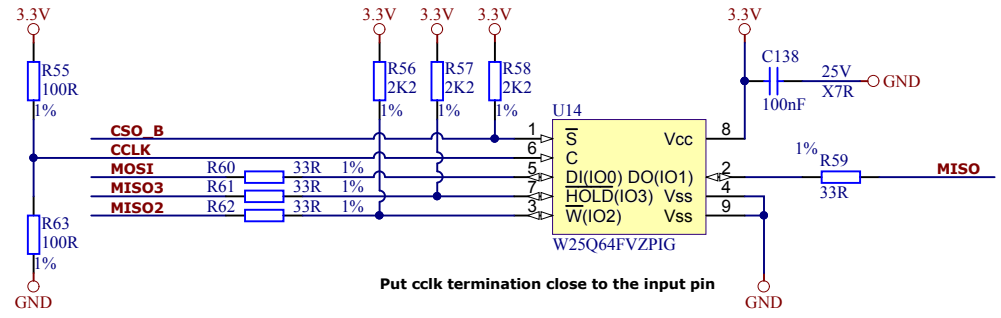 3.3V 3.3V 3.3V 3.3V 3.3V
R55
100R
1%
R56
2K2
1%
R57
2K2
1%
R58
2K2
1%
C138
100nF
25V
X7R
GND
U14
CSO_B 1 S Vcc 8
CCLK 6 C
MOSI R60 33R 1% 5 DI(IO0) DO(IO1) 2
MISO3 R61 33R 1% 7 HOLD(IO3) Vss 4
MISO2 R62 33R 1% 3 W(IO2) Vss 9
1% R59
33R
MISO
R63
100R
1%
W25Q64FVZPIG
Put cclk termination close to the input pin
GND GND